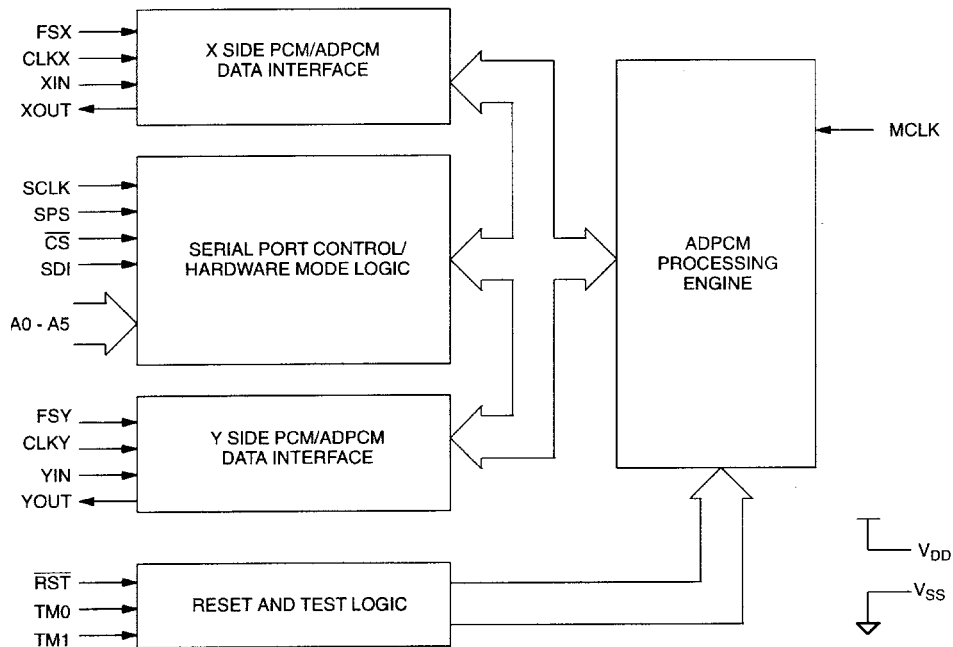 FSX
CLKX
XIN
XOUT
X SIDE PCM/ADPCM
DATA INTERFACE
SCLK
SPS
C̅S̅
SDI
A0 - A5
SERIAL PORT CONTROL/
HARDWARE MODE LOGIC
ADPCM
PROCESSING
ENGINE
MCLK
FSY
CLKY
YIN
YOUT
Y SIDE PCM/ADPCM
DATA INTERFACE
R̅S̅T̅
TM0
TM1
RESET AND TEST LOGIC
VDD
VSS